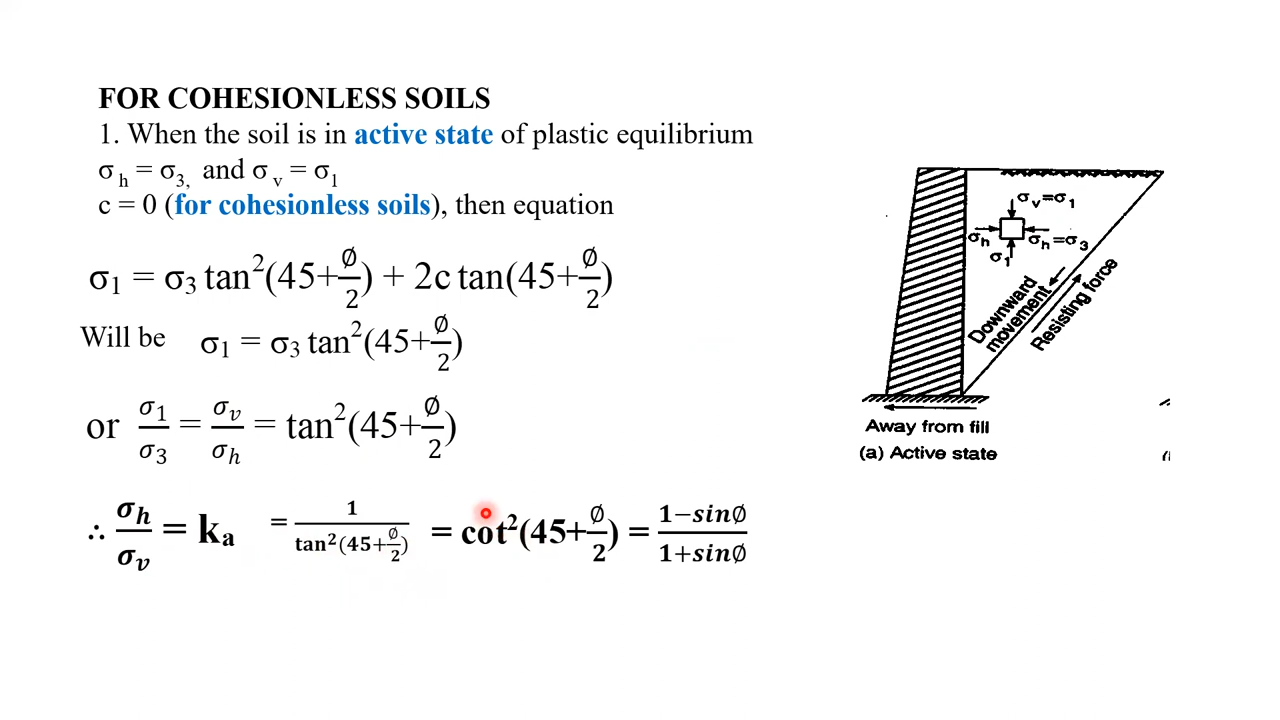 FOR COHESIONLESS SOILS
1. When the soil is in active state of plastic equilibrium
σ h = σ3, and σ v = σ1
c = 0 (for cohesionless soils), then equation
σ1 = σ3 tan²(45+∅/2) + 2c tan(45+∅/2)
Will be σ1 = σ3 tan²(45+∅/2)
or σ1/σ3 = σv/σh = tan²(45+∅/2)
∴ σh/σv = ka = 1/tan²(45+∅/2) = cot²(45+∅/2) = 1−sin∅/1+sin∅
σv=σ1
σh
σh=σ3
σ1
Downward
movement
Resisting force
Away from fill
(a) Active state